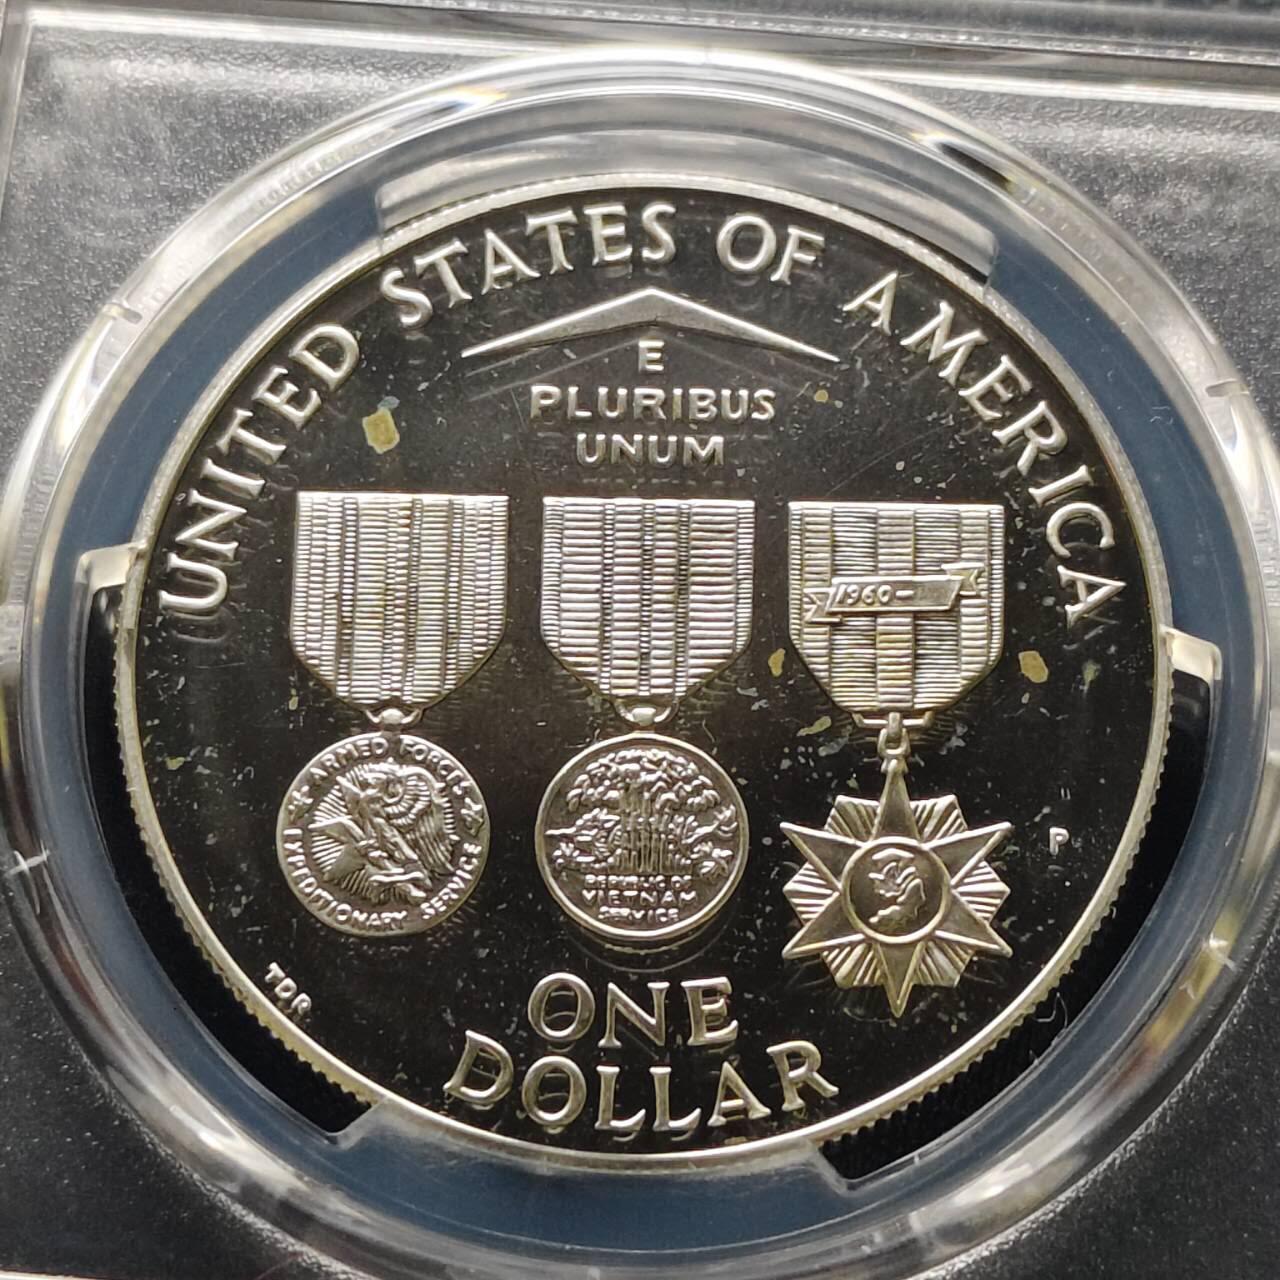 UNITED STATES OF AMERICA
E
PLURIBUS
UNUM
1960-
ARMED FORCES
EXPEDITIONARY SERVICE
REPUBLIC OF
VIETNAM
SERVICE
P
TDR
ONE
DOLLAR